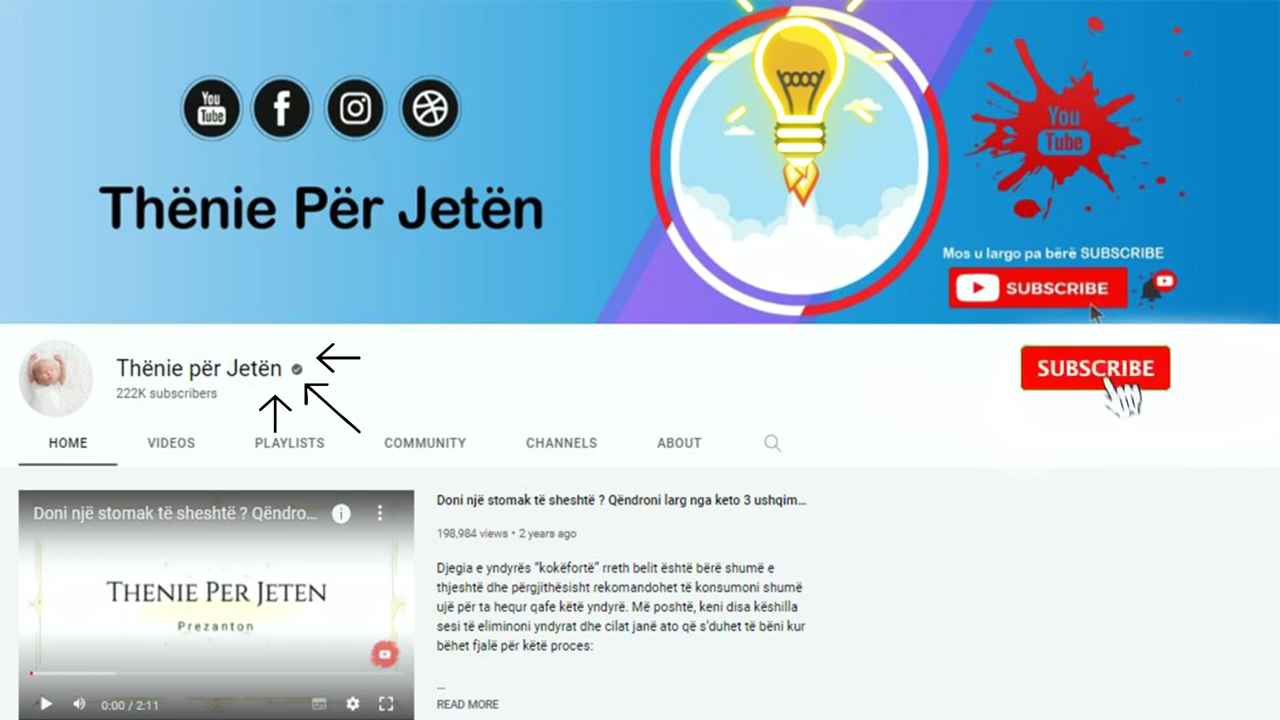 You
Tube
Thënie Për Jetën
You
Tube
Mos u largo pa bërë SUBSCRIBE
SUBSCRIBE
Thënie për Jetën
222K subscribers
SUBSCRIBE
HOME VIDEOS PLAYLISTS COMMUNITY CHANNELS ABOUT
Doni një stomak të sheshtë ? Qëndro...
THENIE PER JETEN
Prezanton
0:00 / 2:11
Doni një stomak të sheshtë ? Qëndroni larg nga keto 3 ushqim...
198,984 views • 2 years ago
Djegia e yndyrës “kokëfortë” rreth belit është bërë shumë e
thjeshtë dhe përgjithësisht rekomandohet të konsumoni shumë
ujë për ta hequr qafe këtë yndyrë. Më poshtë, keni disa këshilla
sesi të eliminoni yndyrat dhe cilat janë ato që s’duhet të bëni kur
bëhet fjalë për këtë proces:
...
READ MORE